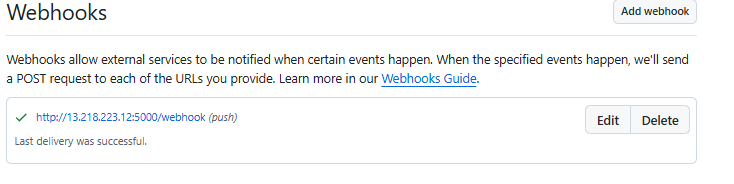 Webhooks
Add webhook
Webhooks allow external services to be notified when certain events happen. When the specified events happen, we'll send
a POST request to each of the URLs you provide. Learn more in our Webhooks Guide.
http://13.218.223.12:5000/webhook (push)
Edit
Delete
Last delivery was successful.